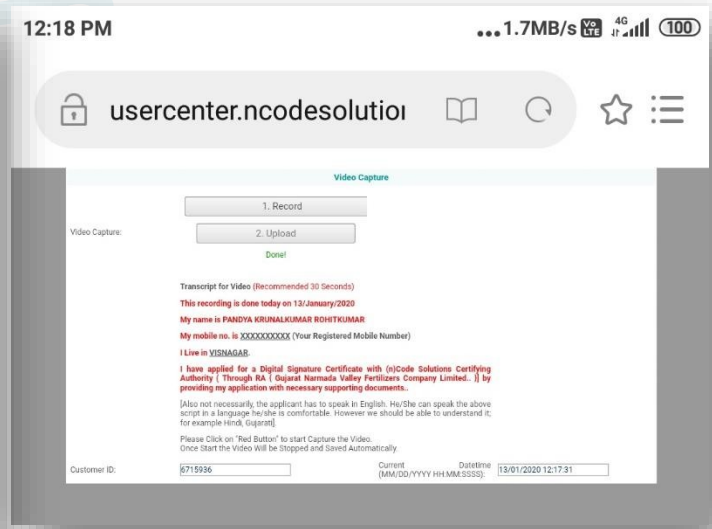 12:18 PM
...1.7MB/s Vo LTE 4G 100
usercenter.ncodesolution
Video Capture
1. Record
Video Capture:
2. Upload
Done!
Transcript for Video (Recommended 30 Seconds)
This recording is done today on 13/January/2020
My name is PANDYA KRUNALKUMAR ROHITKUMAR
My mobile no. is XXXXXXXXXX (Your Registered Mobile Number)
I Live in VISNAGAR.
I have applied for a Digital Signature Certificate with (n)Code Solutions Certifying
Authority ( Through RA ( Gujarat Narmada Valley Fertilizers Company Limited.. )] by
providing my application with necessary supporting documents..
[Also not necessarily, the applicant has to speak in English. He/She can speak the above
script in a language he/she is comfortable. However we should be able to understand it;
for example Hindi, Gujarati].
Please Click on "Red Button" to start Capture the Video.
Once Start the Video Will be Stopped and Saved Automatically.
Customer ID:
6715936
Current Datetime
(MM/DD/YYYY HH:MM:SSSS):
13/01/2020 12:17:31